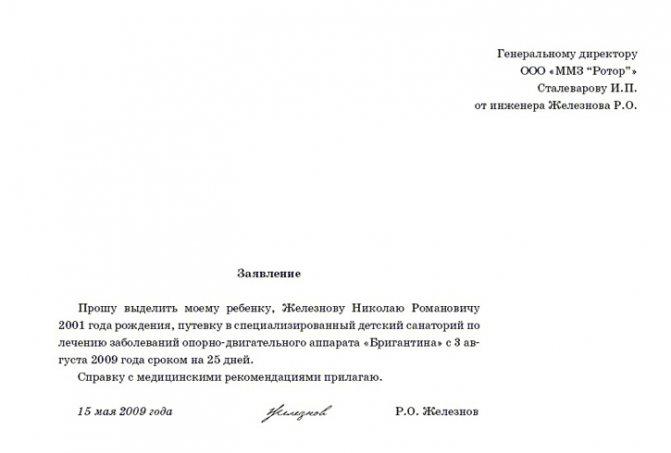 Генеральному директору
ООО «ММЗ “Ротор”»
Сталеварову И.П.
от инженера Железнова Р.О.
Заявление
Прошу выделить моему ребенку, Железнову Николаю Романовичу
2001 года рождения, путевку в специализированный детский санаторий по
лечению заболеваний опорно-двигательного аппарата «Бригантина» с 3 ав-
густа 2009 года сроком на 25 дней.
Справку с медицинскими рекомендациями прилагаю.
15 мая 2009 года Железнов Р.О. Железнов